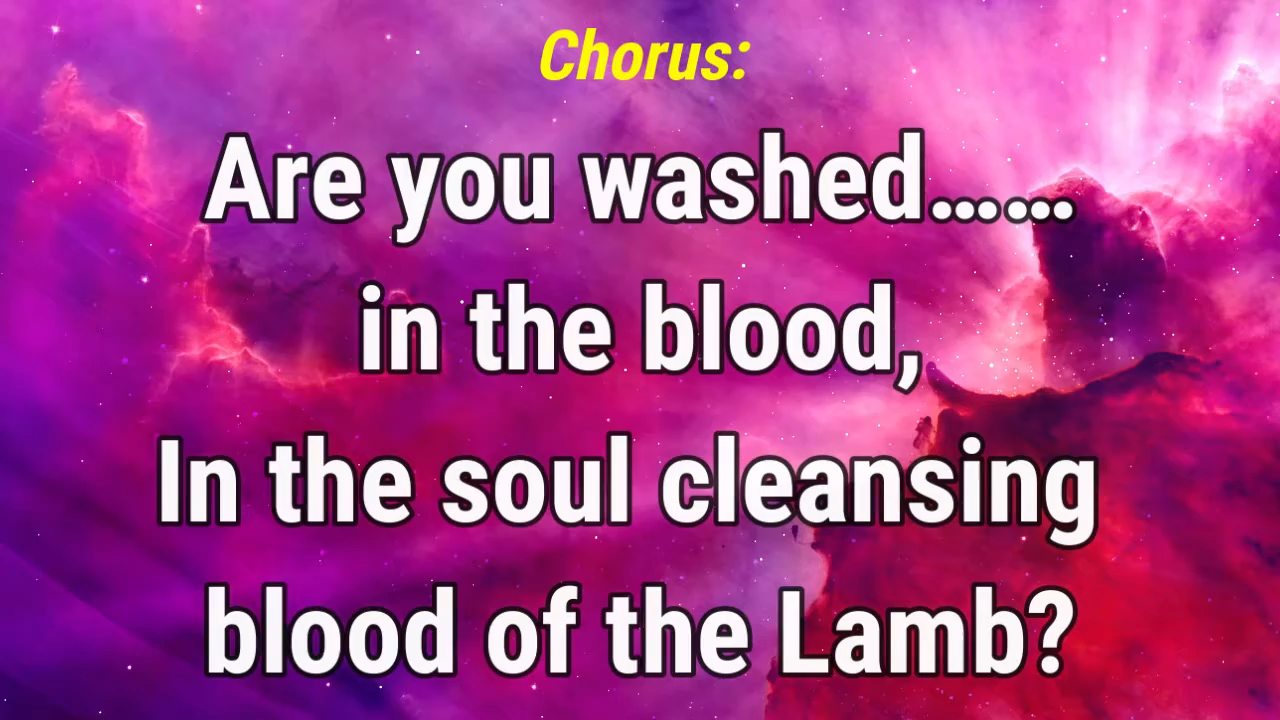 Chorus:
Are you washed……
in the blood,
In the soul cleansing
blood of the Lamb?